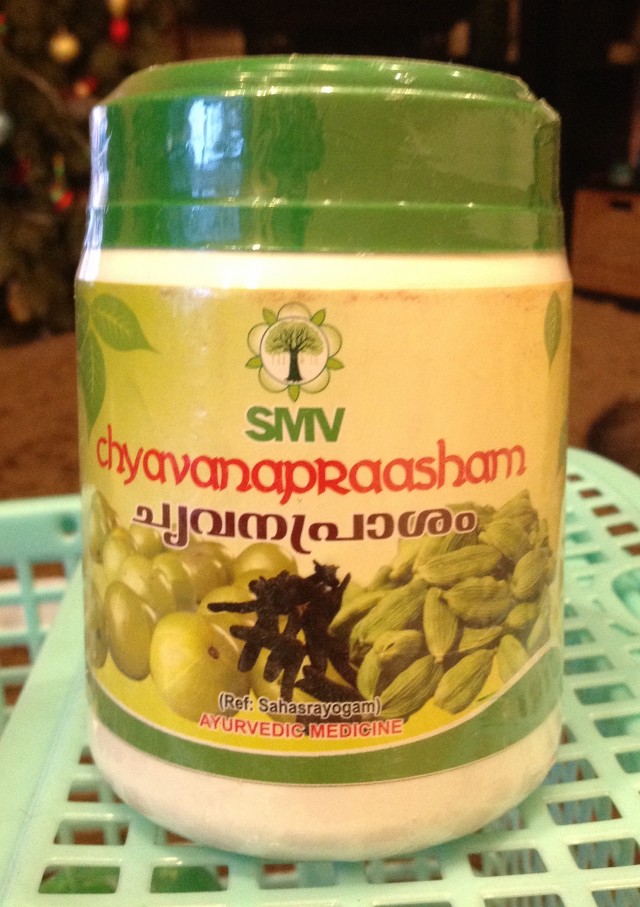 SMV
chyavanapraasham
ച്യവനപ്രാശം
(Ref: Sahasrayogam)
AYURVEDIC MEDICINE